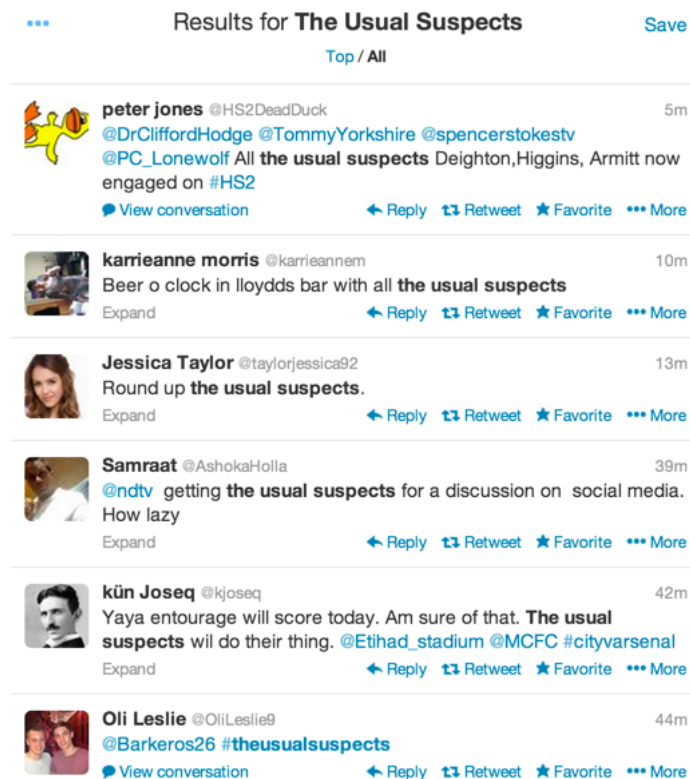 Results for The Usual Suspects
Save
Top / All
peter jones @HS2DeadDuck 5m
@DrCliffordHodge @TommyYorkshire @spencerstokestv
@PC_Lonewolf All the usual suspects Deighton,Higgins, Armitt now
engaged on #HS2
View conversation Reply Retweet Favorite More
karrieanne morris @karrieannem 10m
Beer o clock in lloydds bar with all the usual suspects
Expand Reply Retweet Favorite More
Jessica Taylor @taylorjessica92 13m
Round up the usual suspects.
Expand Reply Retweet Favorite More
Samraat @AshokaHolla 39m
@ndtv getting the usual suspects for a discussion on social media.
How lazy
Expand Reply Retweet Favorite More
kün Joseq @kjoseq 42m
Yaya entourage will score today. Am sure of that. The usual
suspects wil do their thing. @Etihad_stadium @MCFC #cityvarsenal
Expand Reply Retweet Favorite More
Oli Leslie @OliLeslie9 44m
@Barkeros26 #theusualsuspects
View conversation Reply Retweet Favorite More